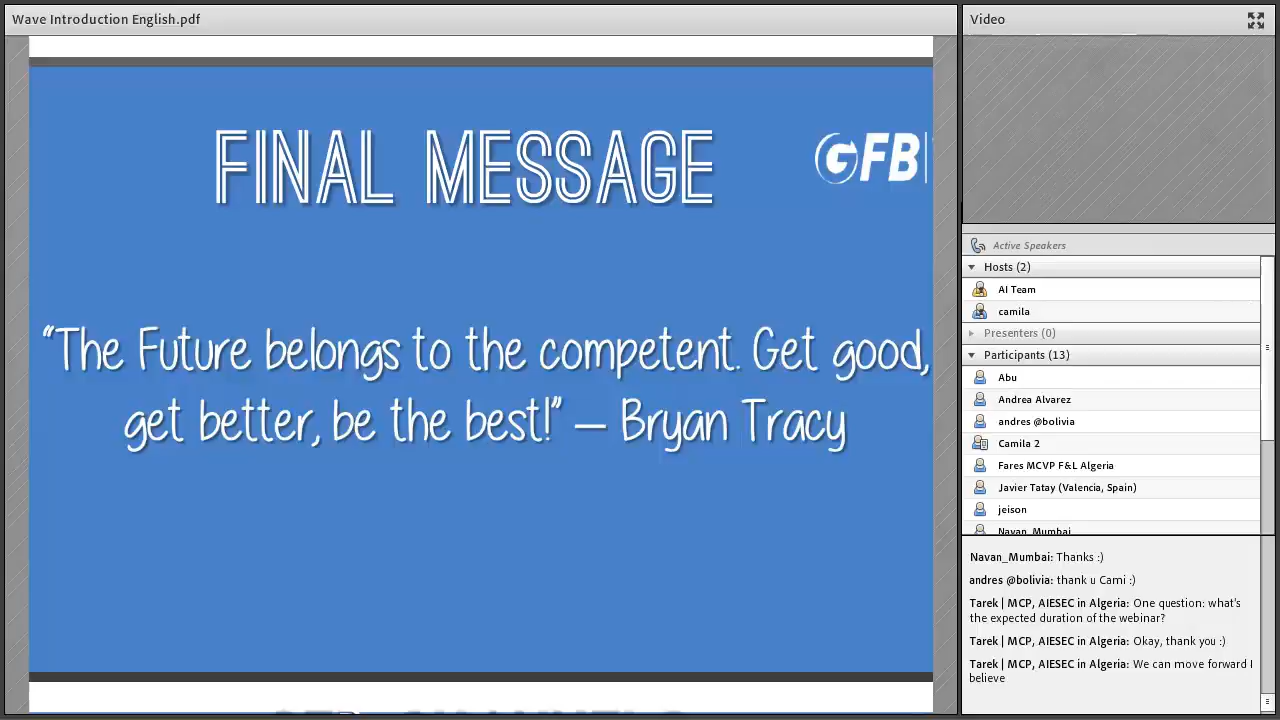 Wave Introduction English.pdf
FINAL MESSAGE
GFB
"The Future belongs to the competent. Get good,
get better, be the best!" – Bryan Tracy
Video
Active Speakers
Hosts (2)
AI Team
camila
Presenters (0)
Participants (13)
Abu
Andrea Alvarez
andres @bolivia
Camila 2
Fares MCVP F&L Algeria
Javier Tatay (Valencia, Spain)
jeison
Navan_Mumbai
Navan_Mumbai: Thanks :)
andres @bolivia: thank u Cami :)
Tarek | MCP, AIESEC in Algeria: One question: what's
the expected duration of the webinar?
Tarek | MCP, AIESEC in Algeria: Okay, thank you :)
Tarek | MCP, AIESEC in Algeria: We can move forward I
believe